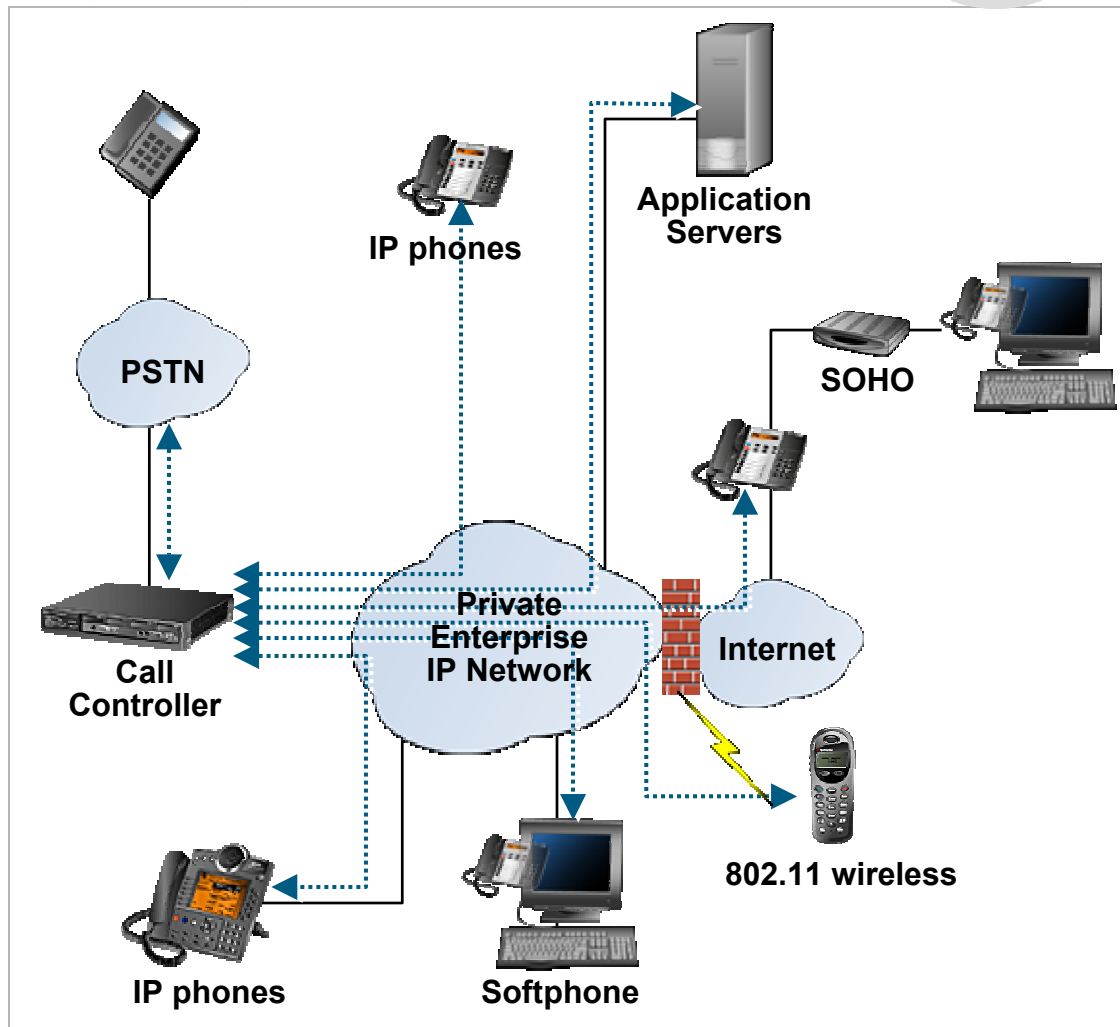 Application
Servers
IP phones
PSTN
SOHO
Private
Enterprise
IP Network
Internet
Call
Controller
802.11 wireless
IP phones
Softphone